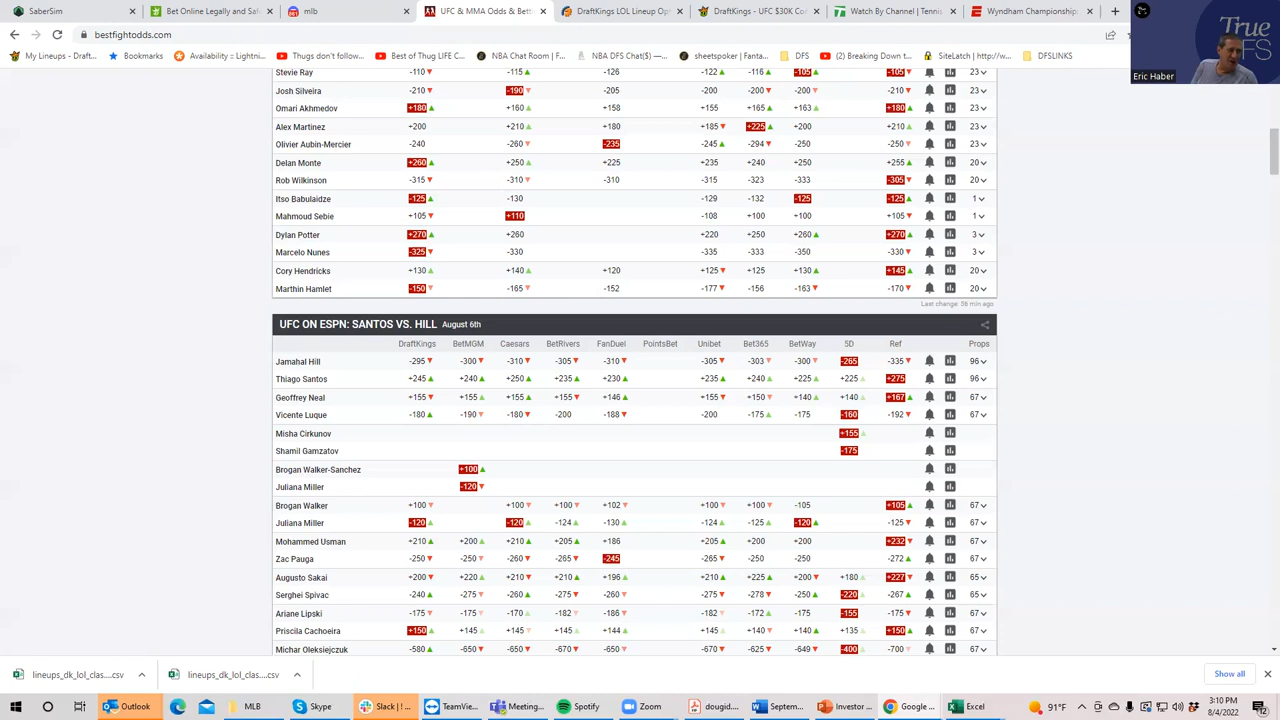 SaberSim
Bet Online Legally and Saf
mlb
UFC & MMA Odds & Bett
DraftKings LOL Lineup Opt
DraftKings - UFC $30K Co
Watch By Channel | Tennis
Wyndham Championship
bestfightodds.com
My Lineups - Draft...
Bookmarks
Availability :: Lightni...
Thugs don't follow...
Best of Thug LIFE C...
NBA Chat Room | F...
NBA DFS Chat(S)...
sheetspoker | Fanta...
DFS
(2) Breaking Down t...
SiteLatch | http://w...
DFSLINKS
True
DFS
Eric Haber
Stevie Ray -110 -115 -126 -122 -116 -105 -105 23
Josh Silveira -210 -190 -205 -200 -200 -200 -210 23
Omari Akhmedov +180 +160 +158 +155 +165 +163 +180 23
Alex Martinez +200 +210 +180 +185 +225 +200 +210 23
Olivier Aubin-Mercier -240 -260 -235 -245 -294 -250 -250 23
Delan Monte +260 +250 +225 +235 +240 +250 +255 20
Rob Wilkinson -315 -310 -310 -315 -323 -333 -305 20
Itso Babulaidze -125 -130 -129 -132 -125 -125 1
Mahmoud Sebie +105 +110 -108 +100 +100 +105 1
Dylan Potter +270 +260 +220 +250 +260 +270 3
Marcelo Nunes -325 -330 -335 -333 -350 -330 3
Cory Hendricks +130 +140 +120 +125 +125 +130 +145 20
Marthin Hamlet -150 -165 -152 -177 -156 -163 -170 20
Last change: 56 min ago
UFC ON ESPN: SANTOS VS. HILL August 6th
DraftKings BetMGM Caesars BetRivers FanDuel PointsBet Unibet Bet365 BetWay 5D Ref Props
Jamahal Hill -295 -300 -310 -305 -310 -305 -303 -300 -265 -335 96
Thiago Santos +245 +240 +250 +235 +230 +235 +240 +225 +225 +275 96
Geoffrey Neal +155 +155 +155 +155 +146 +155 +150 +140 +140 +167 67
Vicente Luque -180 -190 -180 -200 -188 -200 -175 -175 -160 -192 67
Misha Cirkunov +155
Shamil Gamzatov -175
Brogan Walker-Sanchez +100
Juliana Miller -120
Brogan Walker +100 +100 +100 +102 +100 +100 -105 +105 67
Juliana Miller -120 -120 -124 -130 -124 -125 -120 -125 67
Mohammed Usman +210 +200 +210 +205 +186 +205 +200 +200 +232 67
Zac Pauga -250 -250 -260 -265 -245 -265 -250 -250 -272 67
Augusto Sakai +200 +220 +210 +210 +196 +210 +225 +200 +180 +227 65
Serghei Spivac -240 -275 -260 -275 -260 -275 -278 -250 -220 -267 65
Ariane Lipski -175 -175 -170 -182 -186 -182 -172 -175 -155 -175 67
Priscila Cachoeira +150 +145 +145 +145 +144 +145 +140 +140 +135 +150 67
Michar Oleksiejczuk -580 -650 -650 -670 -650 -670 -625 -649 -400 -700 67
lineups_dk_lol_clas....csv
lineups_dk_lol_clas....csv
Show all
Outlook
MLB
Skype
Slack | ! ...
TeamVie...
Meeting...
Spotify
Zoom
dougid...
Septem...
Investor ...
Google ...
Excel
91°F
3:10 PM
8/4/2022
12